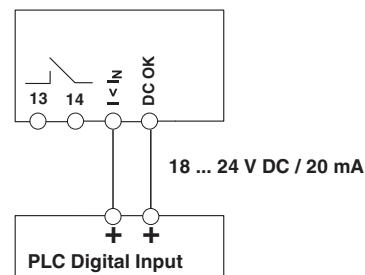 13 14 I < IN DC OK
18 ... 24 V DC / 20 mA
+ +
PLC Digital Input